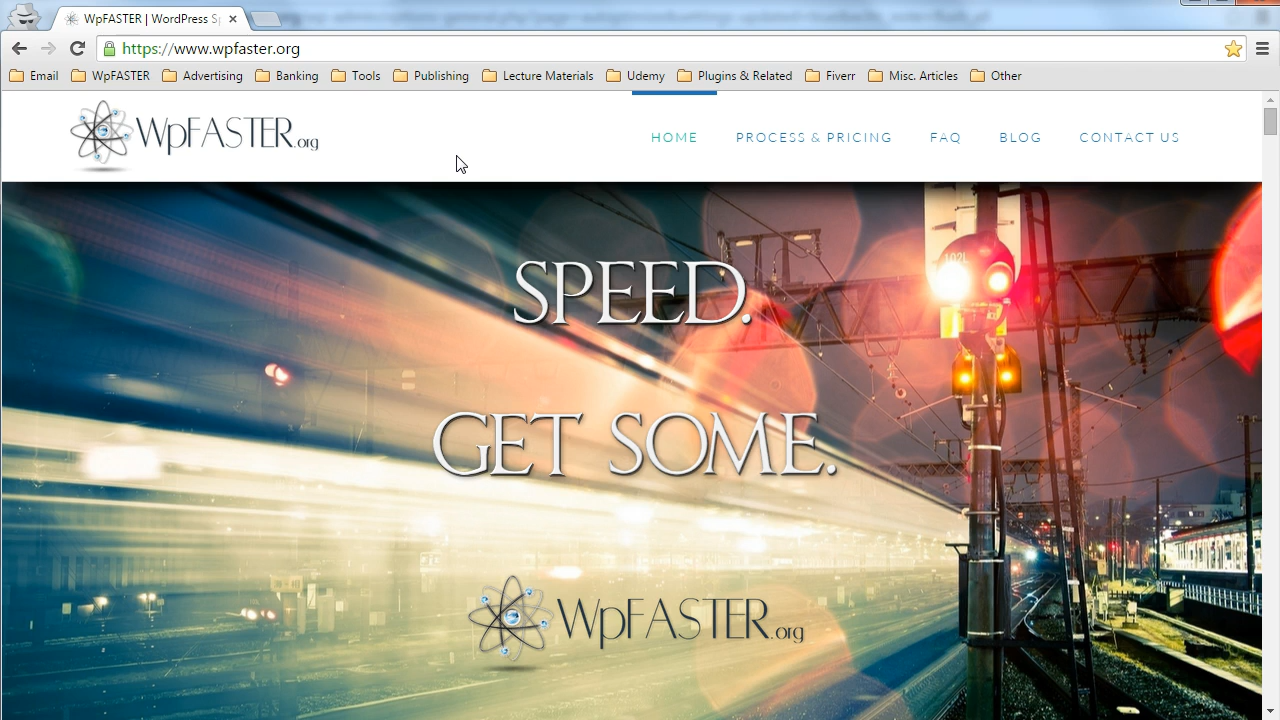 WpFASTER | WordPress Sp
https://www.wpfaster.org
Email WpFASTER Advertising Banking Tools Publishing Lecture Materials Udemy Plugins & Related Fiverr Misc. Articles Other
WpFASTER.org HOME PROCESS & PRICING FAQ BLOG CONTACT US
1021
SPEED.
GET SOME.
WpFASTER.org